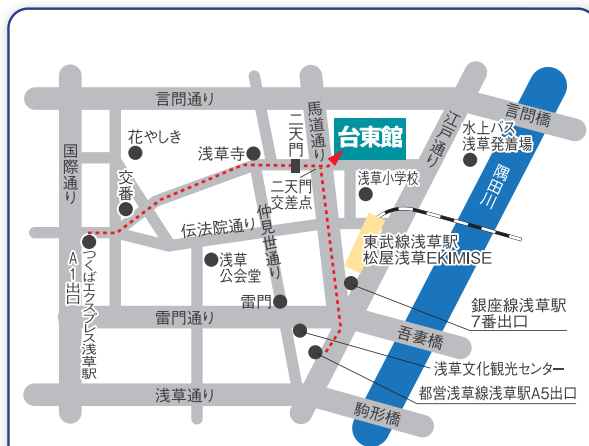 言問通り
言問橋
花やしき
浅草寺
二天門
馬道通り
台東館
江戸通り
水上バス
浅草発着場
国際通り
交番
二天門
交差点
浅草小学校
隅田川
伝法院通り
仲見世通り
東武線浅草駅
松屋浅草EKIMISE
A1出口
つくばエクスプレス浅草駅
浅草
公会堂
雷門
銀座線浅草駅
7番出口
雷門通り
吾妻橋
浅草文化観光センター
浅草通り
都営浅草線浅草駅A5出口
駒形橋